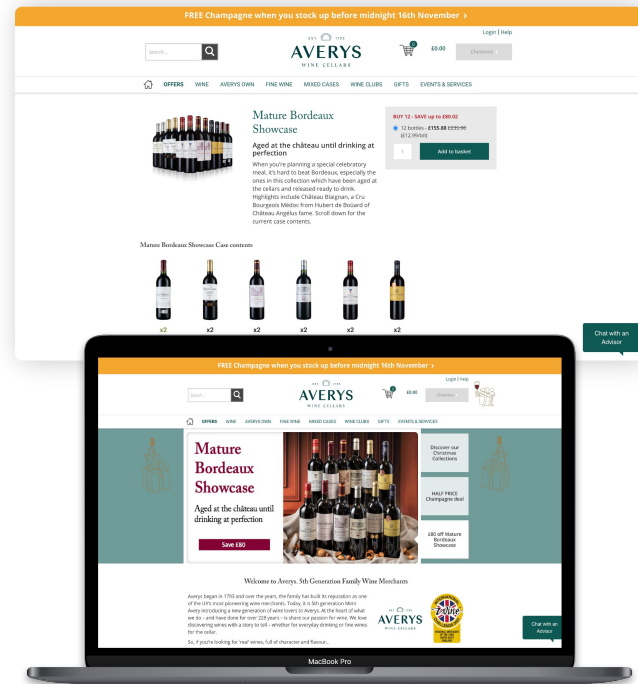 FREE Champagne when you stock up before midnight 16th November >
Login | Help
Search...
EST. 1793
AVERYS
WINE CELLARS
0
£0.00
Checkout
OFFERS WINE AVERYS OWN FINE WINE MIXED CASES WINE CLUBS GIFTS EVENTS & SERVICES
Mature Bordeaux
Showcase
Aged at the château until drinking at
perfection
When you're planning a special celebratory
meal, it's hard to beat Bordeaux, especially the
ones in this collection which have been aged at
the cellars and released ready to drink.
Highlights include Château Blaignan, a Cru
Bourgeois Médoc from Hubert de Boüard of
Château Angélus fame. Scroll down for the
current case contents.
BUY 12 - SAVE up to £80.02
12 bottles - £155.88
(£12.99/btl)
1
Add to basket
Mature Bordeaux Showcase Case contents
x2 x2 x2 x2 x2 x2
Chat with an
Advisor
FREE Champagne when you stock up before midnight 16th November >
Login | Help
Search...
AVERYS
WINE CELLARS
£0.00
Checkout
OFFERS WINE AVERYS OWN FINE WINE MIXED CASES WINE CLUBS GIFTS EVENTS & SERVICES
Mature
Bordeaux
Showcase
Aged at the château until
drinking at perfection
Save £80
Discover our
Christmas
Collections
HALF PRICE
Champagne deal
£80 off Mature
Bordeaux
Showcase
Welcome to Averys. 5th Generation Family Wine Merchants
Averys began in 1793 and over the years, the family has built its reputation as one
of the UK's most pioneering wine merchants. Today, it is 5th generation Mimi
Avery introducing a new generation of wine lovers to Averys. At the heart of what
we do – and have done for over 228 years – is share our passion for wine. We love
discovering wines with a story to tell – whether for everyday drinking or fine wines
for the cellar.
So, if you're looking for 'real' wines, full of character and flavour...
AVERYS
WINE CELLARS
Chat with an
Advisor
MacBook Pro